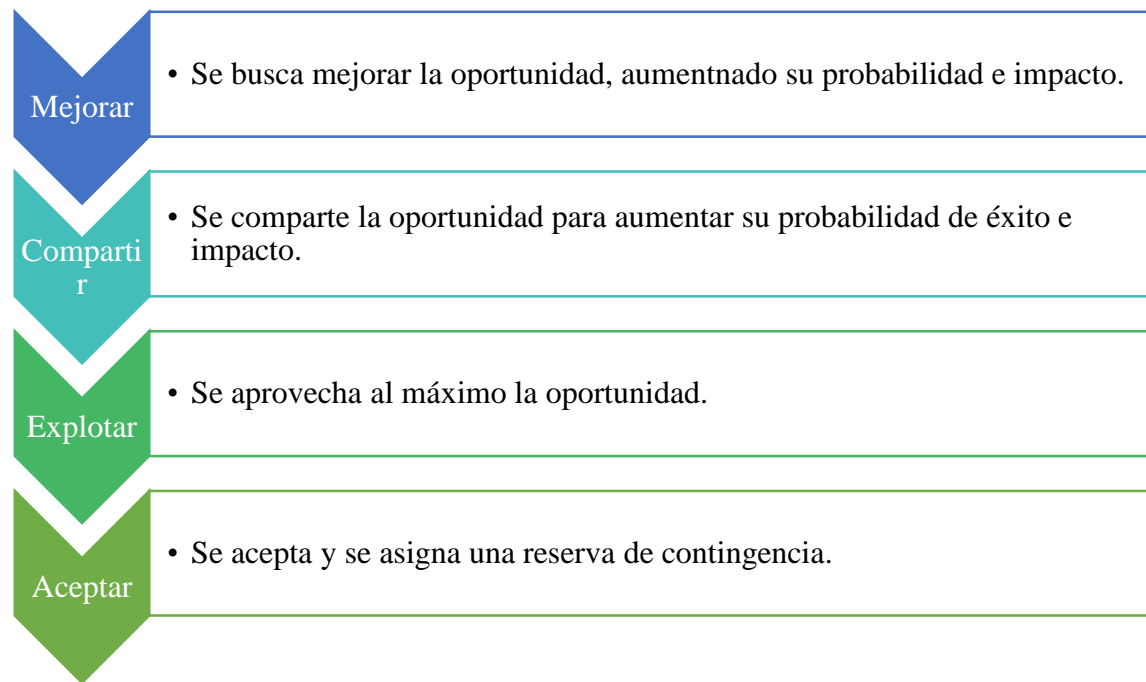 Mejorar
• Se busca mejorar la oportunidad, aumentnado su probabilidad e impacto.
Comparti
r
• Se comparte la oportunidad para aumentar su probabilidad de éxito e
impacto.
Explotar
• Se aprovecha al máximo la oportunidad.
Aceptar
• Se acepta y se asigna una reserva de contingencia.